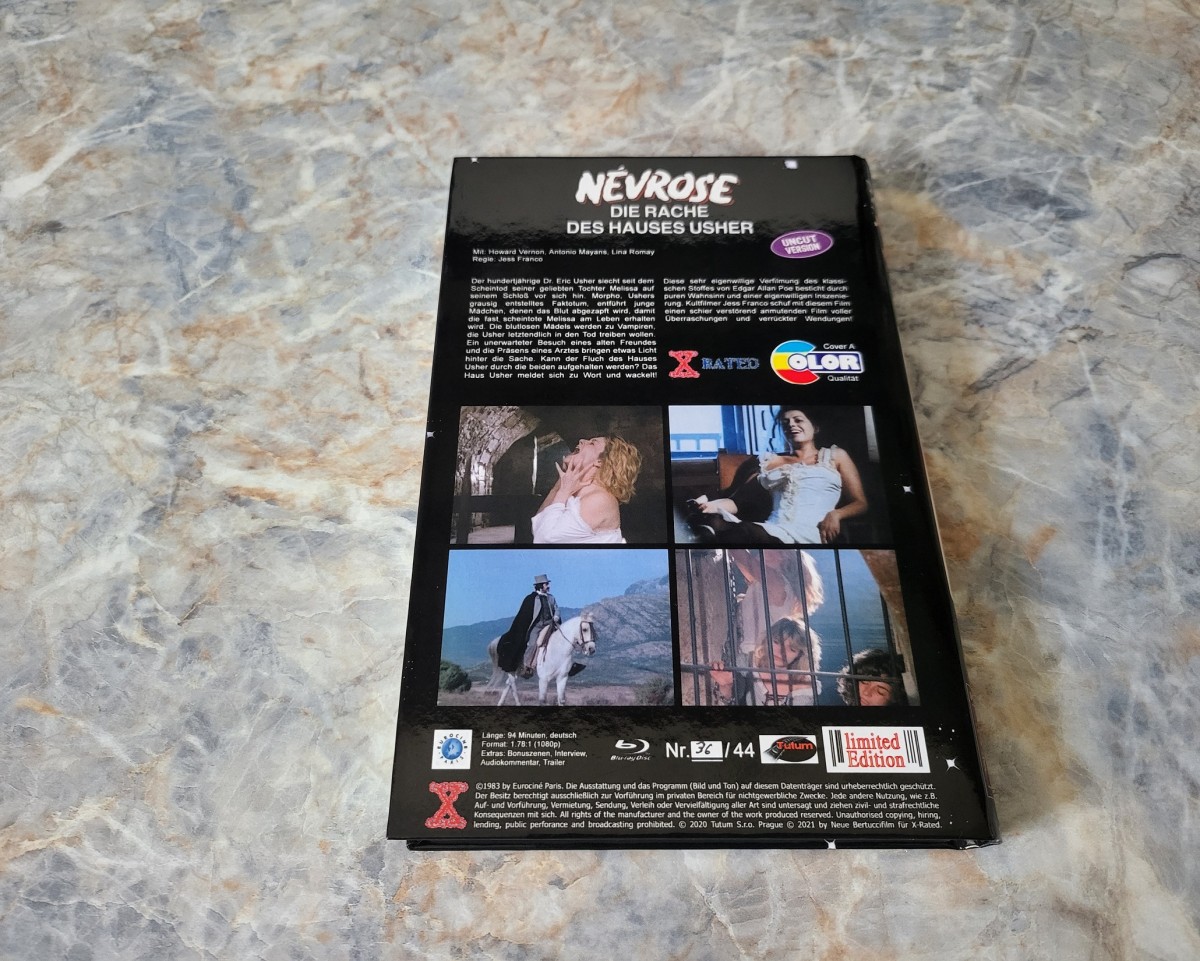 NÉVROSE
DIE RACHE
DES HAUSES USHER
UNCUT
VERSION
Mit: Howard Vernon, Antonio Mayans, Lina Romay
Regie: Jess Franco
Der hundertjährige Dr. Eric Usher siecht seit dem
Scheintod seiner geliebten Tochter Melissa auf
seinem Schloß vor sich hin. Morpho, Ushers
grausig entstelltes Faktotum, entführt junge
Mädchen, denen das Blut abgezapft wird, damit
die fast scheintote Melissa am Leben erhalten
wird. Die blutlosen Mädels werden zu Vampiren,
die Usher letztendlich in den Tod treiben wollen.
Ein unerwarteter Besuch eines alten Freundes
und die Präsens eines Arztes bringen etwas Licht
hinter die Sache. Kann der Fluch des Hauses
Usher durch die beiden aufgehalten werden? Das
Haus Usher meldet sich zu Wort und wackelt!
Diese sehr eigenwillige Verfilmung des klassi-
schen Stoffes von Edgar Allan Poe besticht durch
puren Wahnsinn und einer eigenwilligen Inszenie-
rung. Kultfilmer Jess Franco schuf mit diesem Film
einen schier verstörend anmutenden Film voller
Überraschungen und verrückter Wendungen!
X RATED
Cover A
COLOR
Qualität
EUROCINÉ
PARIS
Länge: 94 Minuten, deutsch
Format: 1.78:1 (1080p)
Extras: Bonuszenen, Interview,
Audiokommentar, Trailer
Blu-ray Disc
Nr. 36 / 44
Tutum
limited
Edition
X
©1983 by Eurociné Paris. Die Ausstattung und das Programm (Bild und Ton) auf diesem Datenträger sind urheberrechtlich geschützt.
Der Besitz berechtigt ausschließlich zur Vorführung im privaten Bereich für nichtgewerbliche Zwecke. Jede andere Nutzung, wie z.B.
Auf- und Vorführung, Vermietung, Sendung, Verleih oder Vervielfältigung aller Art sind untersagt und ziehen zivil- und strafrechtliche
Konsequenzen mit sich. All rights of the manufacturer and the owner of the work produced reserved. Unauthorised copying, hiring,
lending, public perforance and broadcasting prohibited. © 2020 Tutum S.r.o. Prague © 2021 by Neue Bertuccifilm für X-Rated.